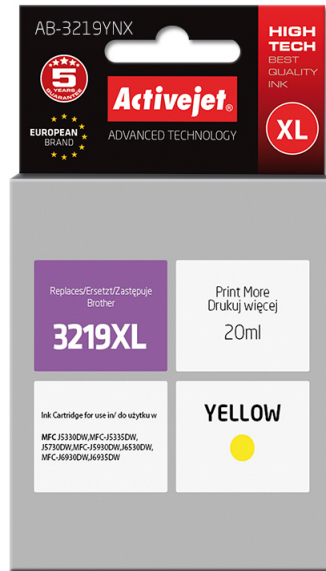 AB-3219YNX
HIGH
TECH
BEST
QUALITY
INK
5
YEARS
GUARANTEE
Activejet®
EUROPEAN
BRAND
ADVANCED TECHNOLOGY
XL
Replaces/Ersetzt/Zastępuje
Brother
3219XL
Print More
Drukuj więcej
20ml
Ink Cartridge for use in/ do użytku w
MFC J5330DW,MFC-J5335DW,
J5730DW,MFC-J5930DW,J6530DW,
MFC-J6930DW,J6935DW
YELLOW